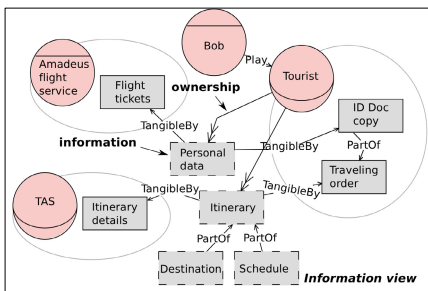 Bob
Amadeus
flight
service
Flight
tickets
Play
Tourist
ownership
ID Doc
copy
TangibleBy
information
Personal
data
TangibleBy
PartOf
Traveling
order
TangibleBy
TangibleBy
TAS
Itinerary
details
Itinerary
PartOf
PartOf
Destination
Schedule
Information view